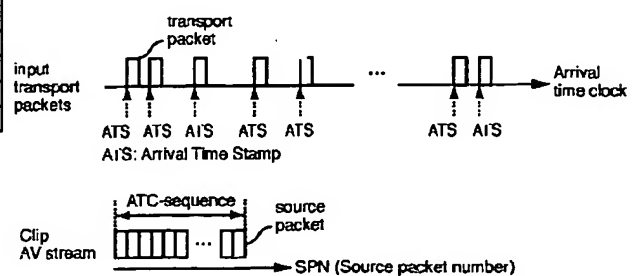 transport
packet
input
transport
packets
...
Arrival
time clock
ATS ATS ATS ATS ATS ATS ATS
ATS: Arrival Time Stamp
ATC-sequence
source
packet
Clip
AV stream
...
SPN (Source packet number)